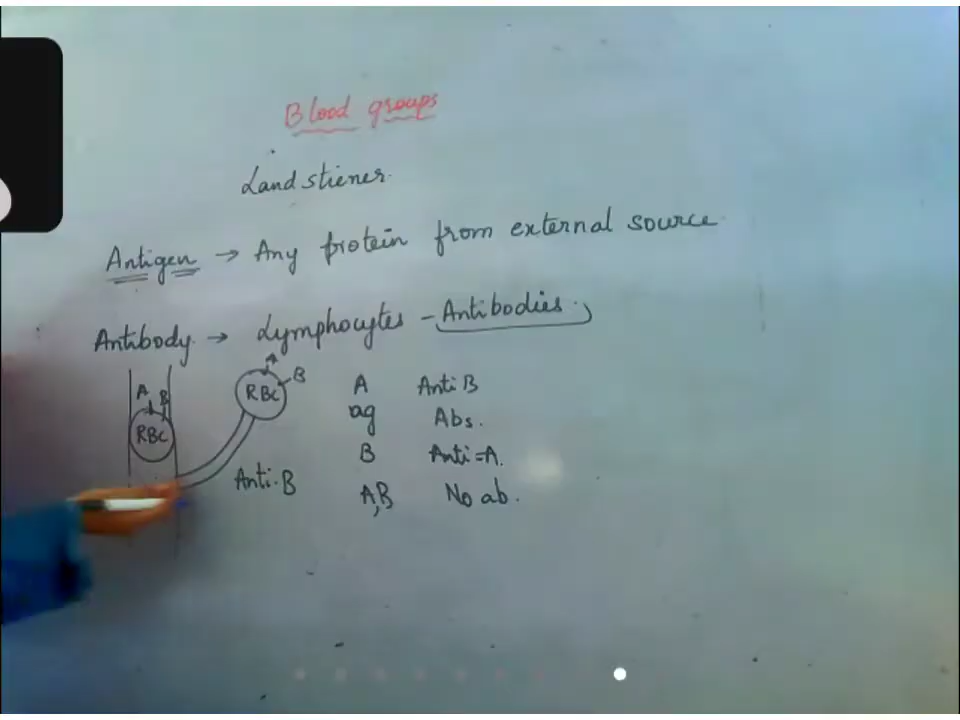 Blood groups
Landstiener.
Antigen → Any protein from external source
Antibody → Lymphocytes - Antibodies.
A B
RBC
A
RBC B
Anti-B
A Anti B
ag Abs.
B Anti=A.
A,B No ab.